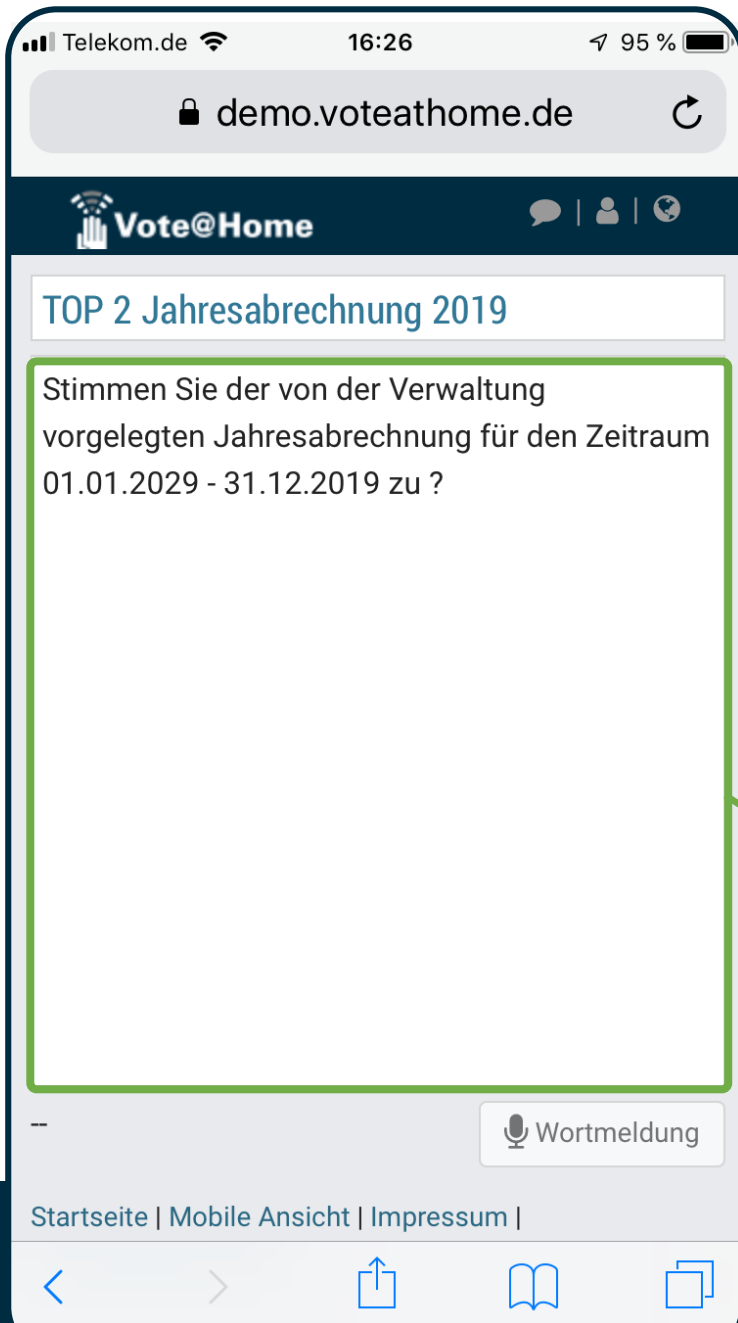 Telekom.de 16:26 95 %
demo.voteathome.de
Vote@Home | |
TOP 2 Jahresabrechnung 2019
Stimmen Sie der von der Verwaltung
vorgelegten Jahresabrechnung für den Zeitraum
01.01.2029 - 31.12.2019 zu ?
-- Wortmeldung
Startseite | Mobile Ansicht | Impressum |